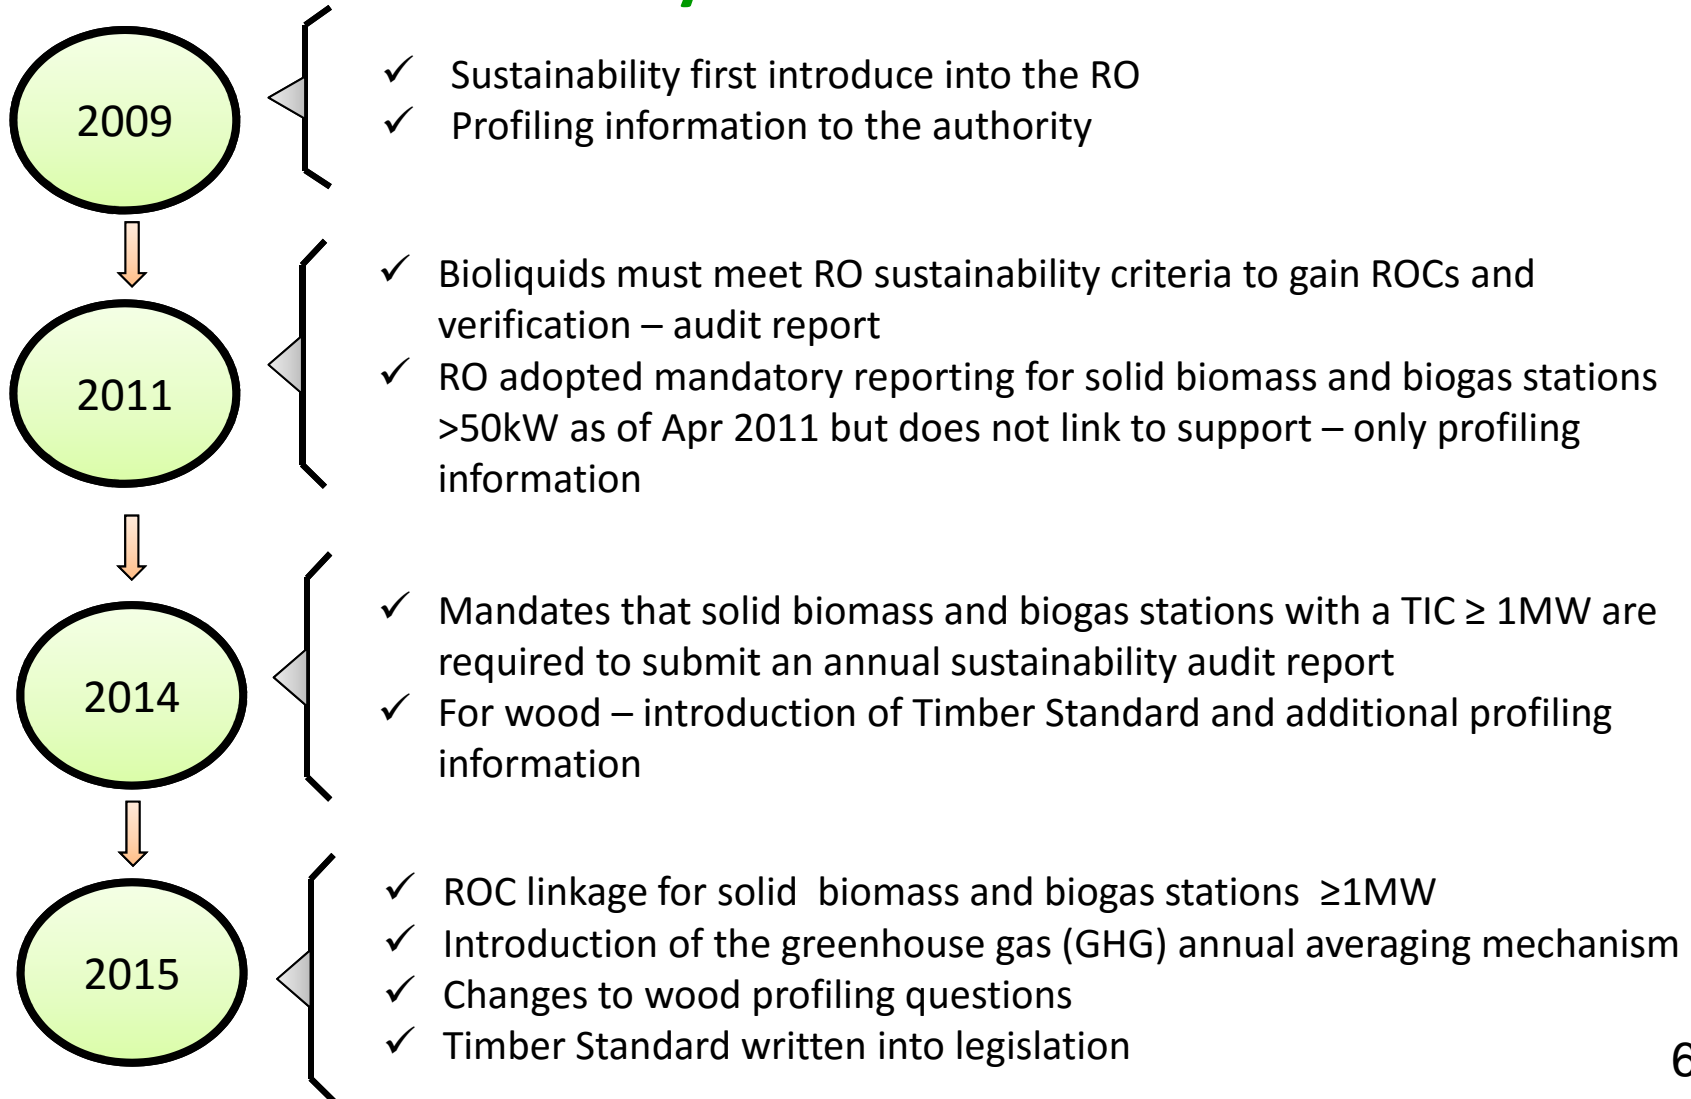 2009
✓ Sustainability first introduce into the RO
✓ Profiling information to the authority
2011
✓ Bioliquids must meet RO sustainability criteria to gain ROCs and
verification – audit report
✓ RO adopted mandatory reporting for solid biomass and biogas stations
>50kW as of Apr 2011 but does not link to support – only profiling
information
2014
✓ Mandates that solid biomass and biogas stations with a TIC ≥ 1MW are
required to submit an annual sustainability audit report
✓ For wood – introduction of Timber Standard and additional profiling
information
2015
✓ ROC linkage for solid biomass and biogas stations ≥1MW
✓ Introduction of the greenhouse gas (GHG) annual averaging mechanism
✓ Changes to wood profiling questions
✓ Timber Standard written into legislation
6